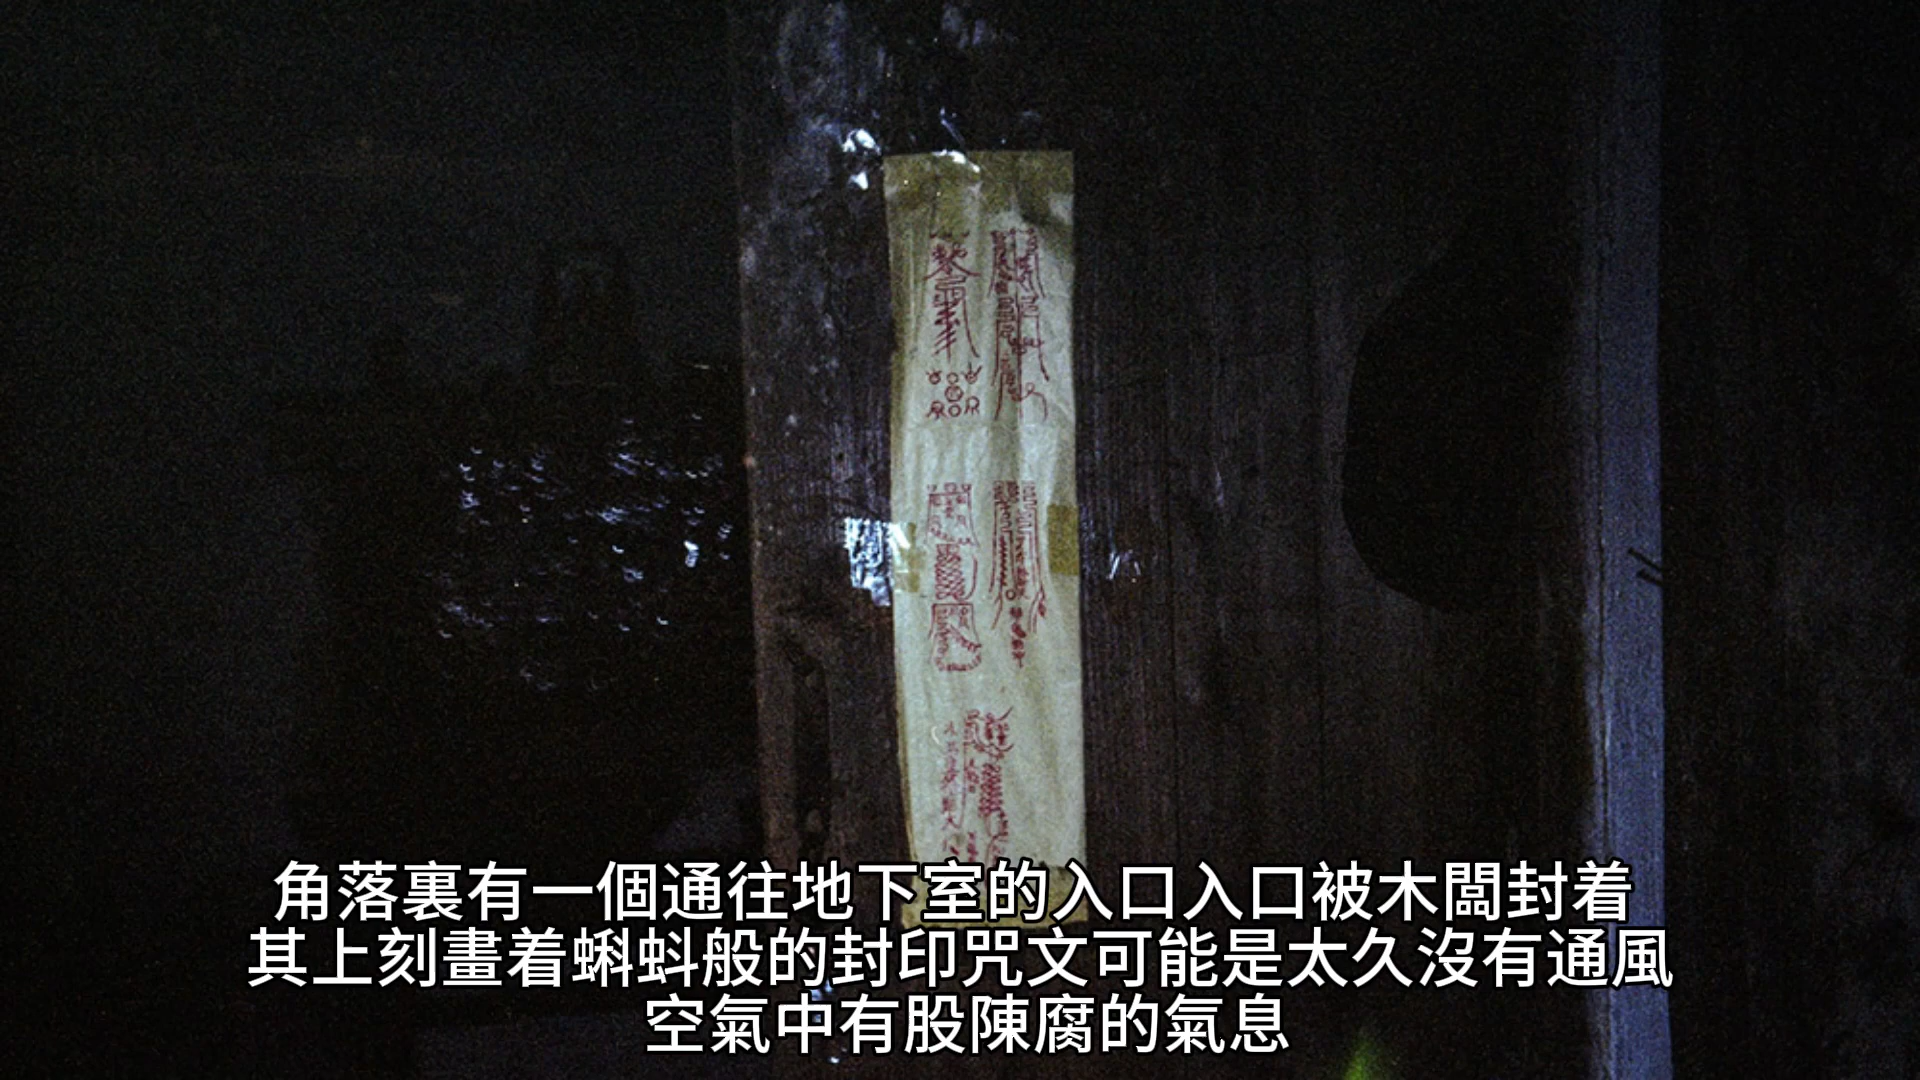 角落裏有一個通往地下室的入口入口被木闆封着
其上刻畫着蝌蚪般的封印咒文可能是太久沒有通風
空氣中有股陳腐的氣息